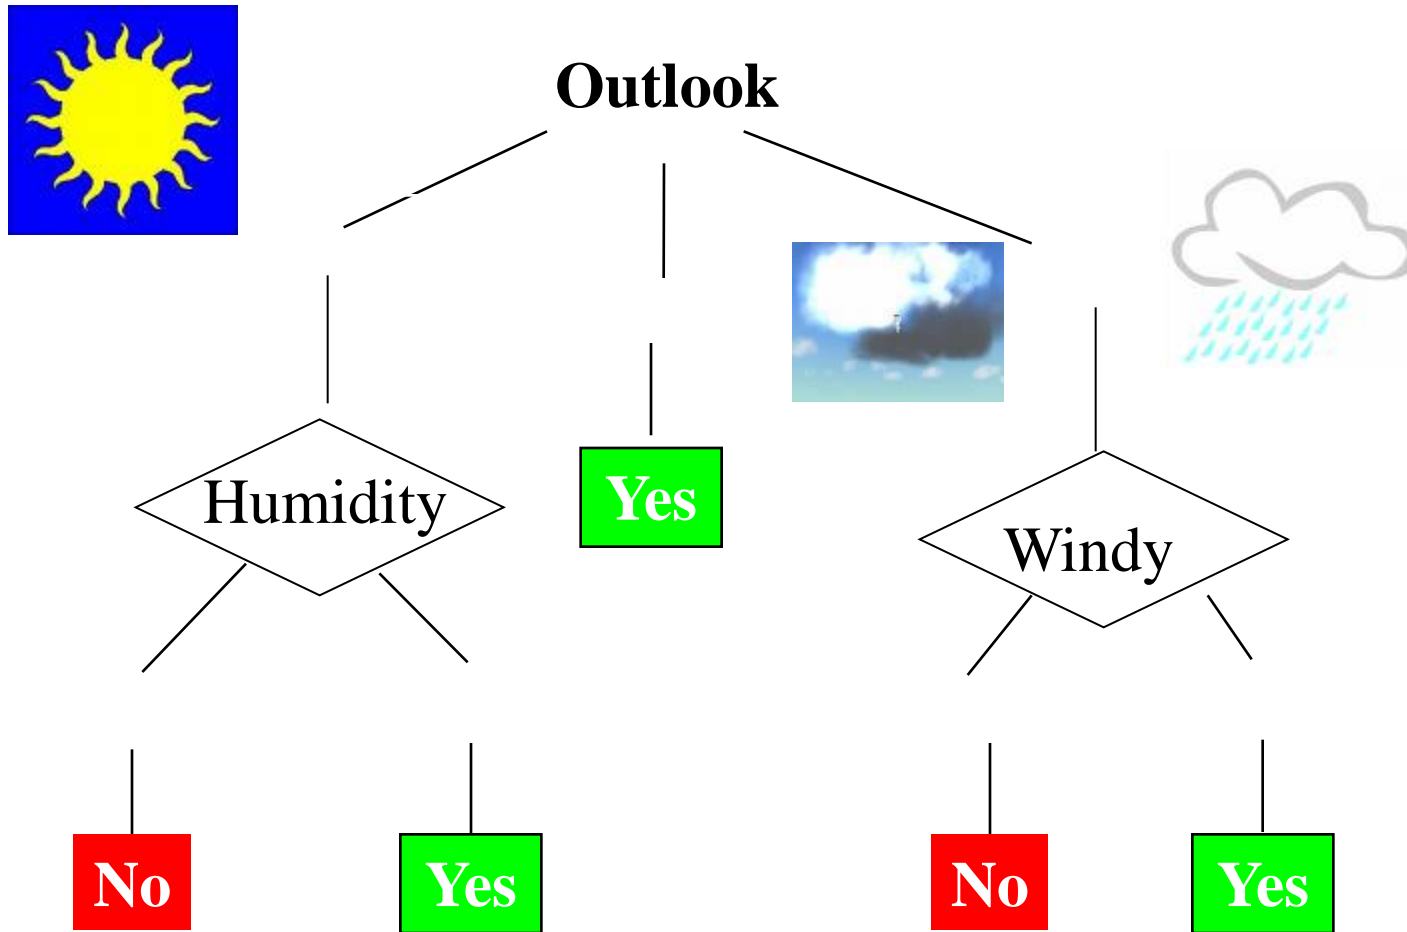 Outlook
Humidity
Yes
Windy
No
Yes
No
Yes